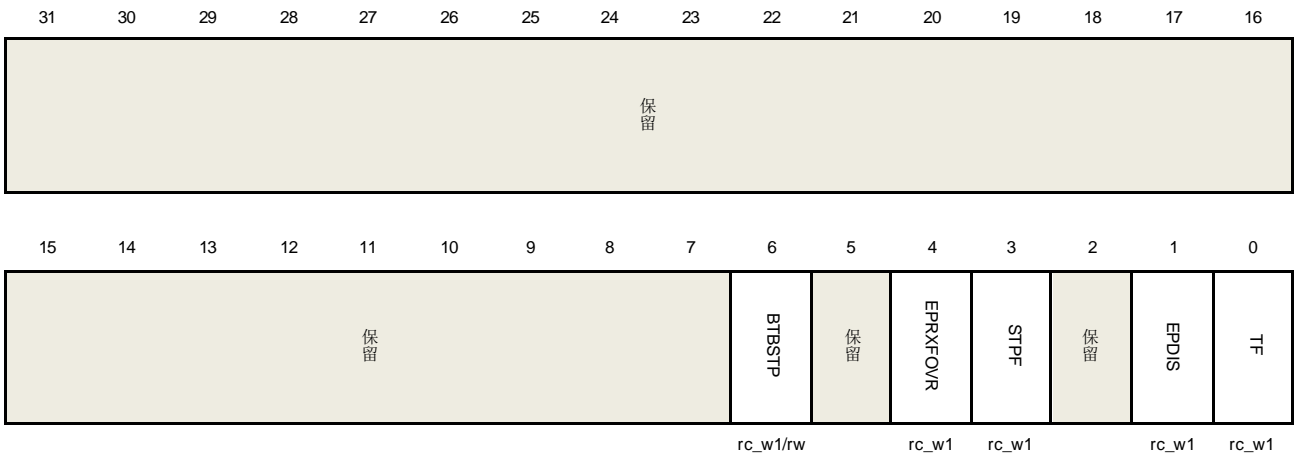 31 30 29 28 27 26 25 24 23 22 21 20 19 18 17 16
保留
15 14 13 12 11 10 9 8 7 6 5 4 3 2 1 0
保留 BTBSTP 保留 EPRXFOVR STPF 保留 EPDIS TF
rc_w1/rw rc_w1 rc_w1 rc_w1 rc_w1